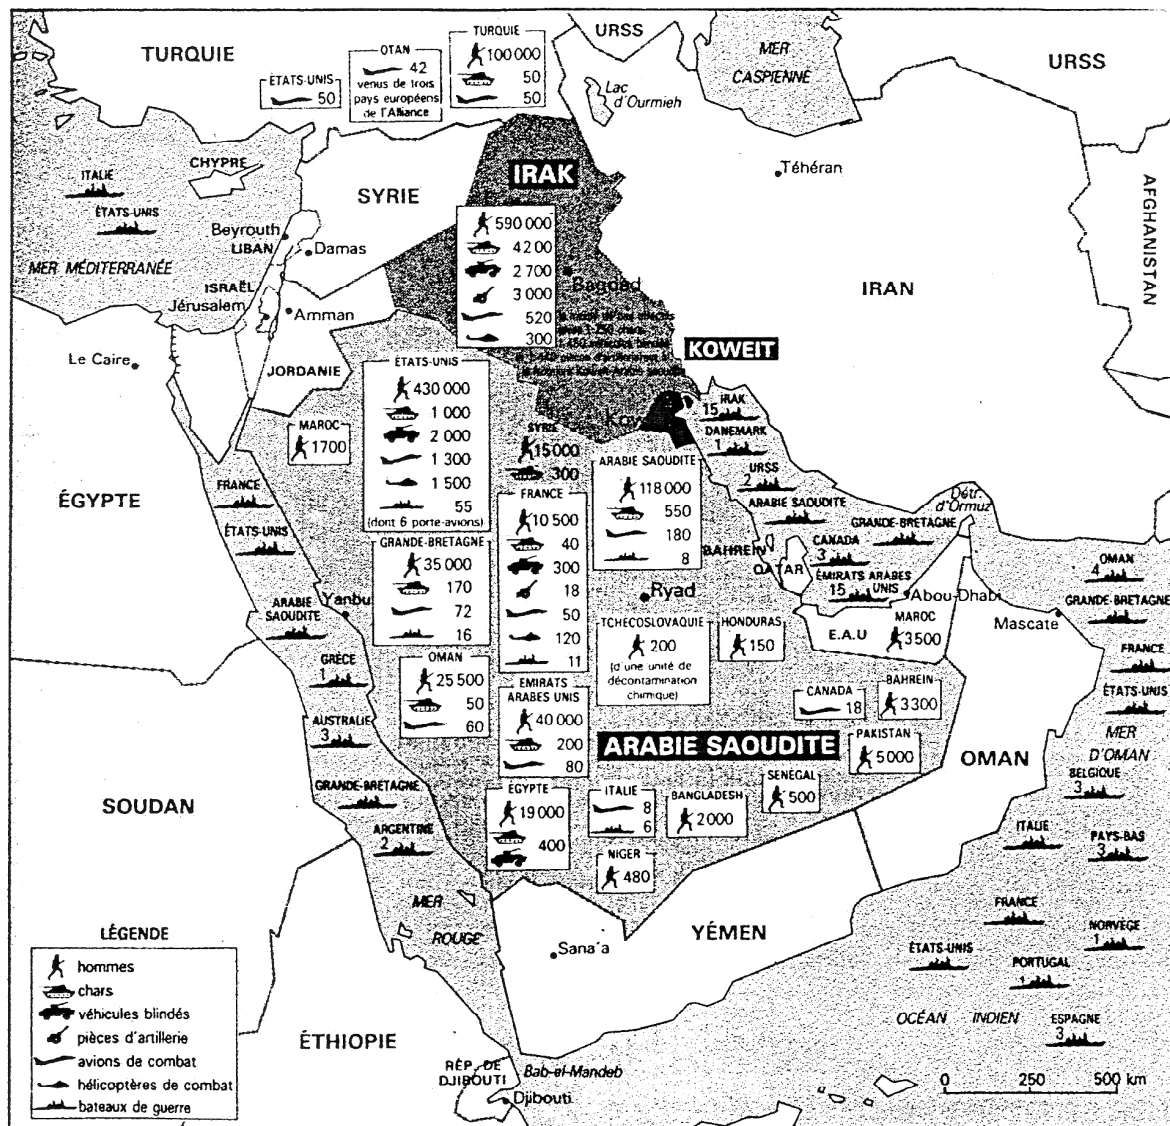 TURQUIE
ÉTATS-UNIS
50
OTAN
42
venus de trois
pays européens
de l'Alliance
TURQUIE
100 000
50
50
URSS
MER
CASPIENNE
URSS
Lac
d'Ourmieh
CHYPRE
ITALIE
ÉTATS-UNIS
SYRIE
IRAK
Téhéran
AFGHANISTAN
Beyrouth
LIBAN
Damas
MER MÉDITERRANÉE
ISRAËL
Jérusalem
Amman
590 000
4200
2 700
3 000
520
300
Bagdad
IRAN
Le Caire
JORDANIE
KOWEIT
ÉTATS-UNIS
430 000
1 000
2 000
1 300
1 500
55
(dont 6 porte-avions)
MAROC
1700
SYRIE
15 000
300
ARABIE SAOUDITE
118 000
550
180
8
IRAK
15
DANEMARK
1
URSS
2
ARABIE SAOUDITE
GRANDE-BRETAGNE
Détr.
d'Ormuz
CANADA
3
ÉMIRATS ARABES
UNIS
15
BAHREIN
QATAR
Abou-Dhabi
E.A.U
MAROC
3500
Mascate
OMAN
4
GRANDE-BRETAGNE
FRANCE
ÉTATS-UNIS
MER
D'OMAN
ÉGYPTE
FRANCE
ÉTATS-UNIS
GRANDE-BRETAGNE
35 000
170
72
16
FRANCE
10 500
40
300
18
50
120
11
Ryad
Yanbu
ARABIE
SAOUDITE
TCHECOSLOVAQUIE
200
(d'une unité de
décontamination
chimique)
HONDURAS
150
GRÈCE
1
OMAN
25 500
50
60
EMIRATS
ARABES UNIS
40 000
200
80
CANADA
18
BAHREIN
3300
AUSTRALIE
3
ARABIE SAOUDITE
PAKISTAN
5000
OMAN
SOUDAN
GRANDE-BRETAGNE
ARGENTINE
2
EGYPTE
19 000
400
ITALIE
8
6
BANGLADESH
2 000
SENEGAL
500
NIGER
480
BELGIQUE
3
ITALIE
PAYS-BAS
3
MER
ROUGE
YÉMEN
Sana'a
FRANCE
NORVÈGE
1
ÉTATS-UNIS
PORTUGAL
1
OCÉAN INDIEN
ESPAGNE
3
LÉGENDE
hommes
chars
véhicules blindés
pièces d'artillerie
avions de combat
hélicoptères de combat
bateaux de guerre
ÉTHIOPIE
RÉP. DE
DJIBOUTI
Bab-el-Mandeb
Djibouti
0 250 500 km